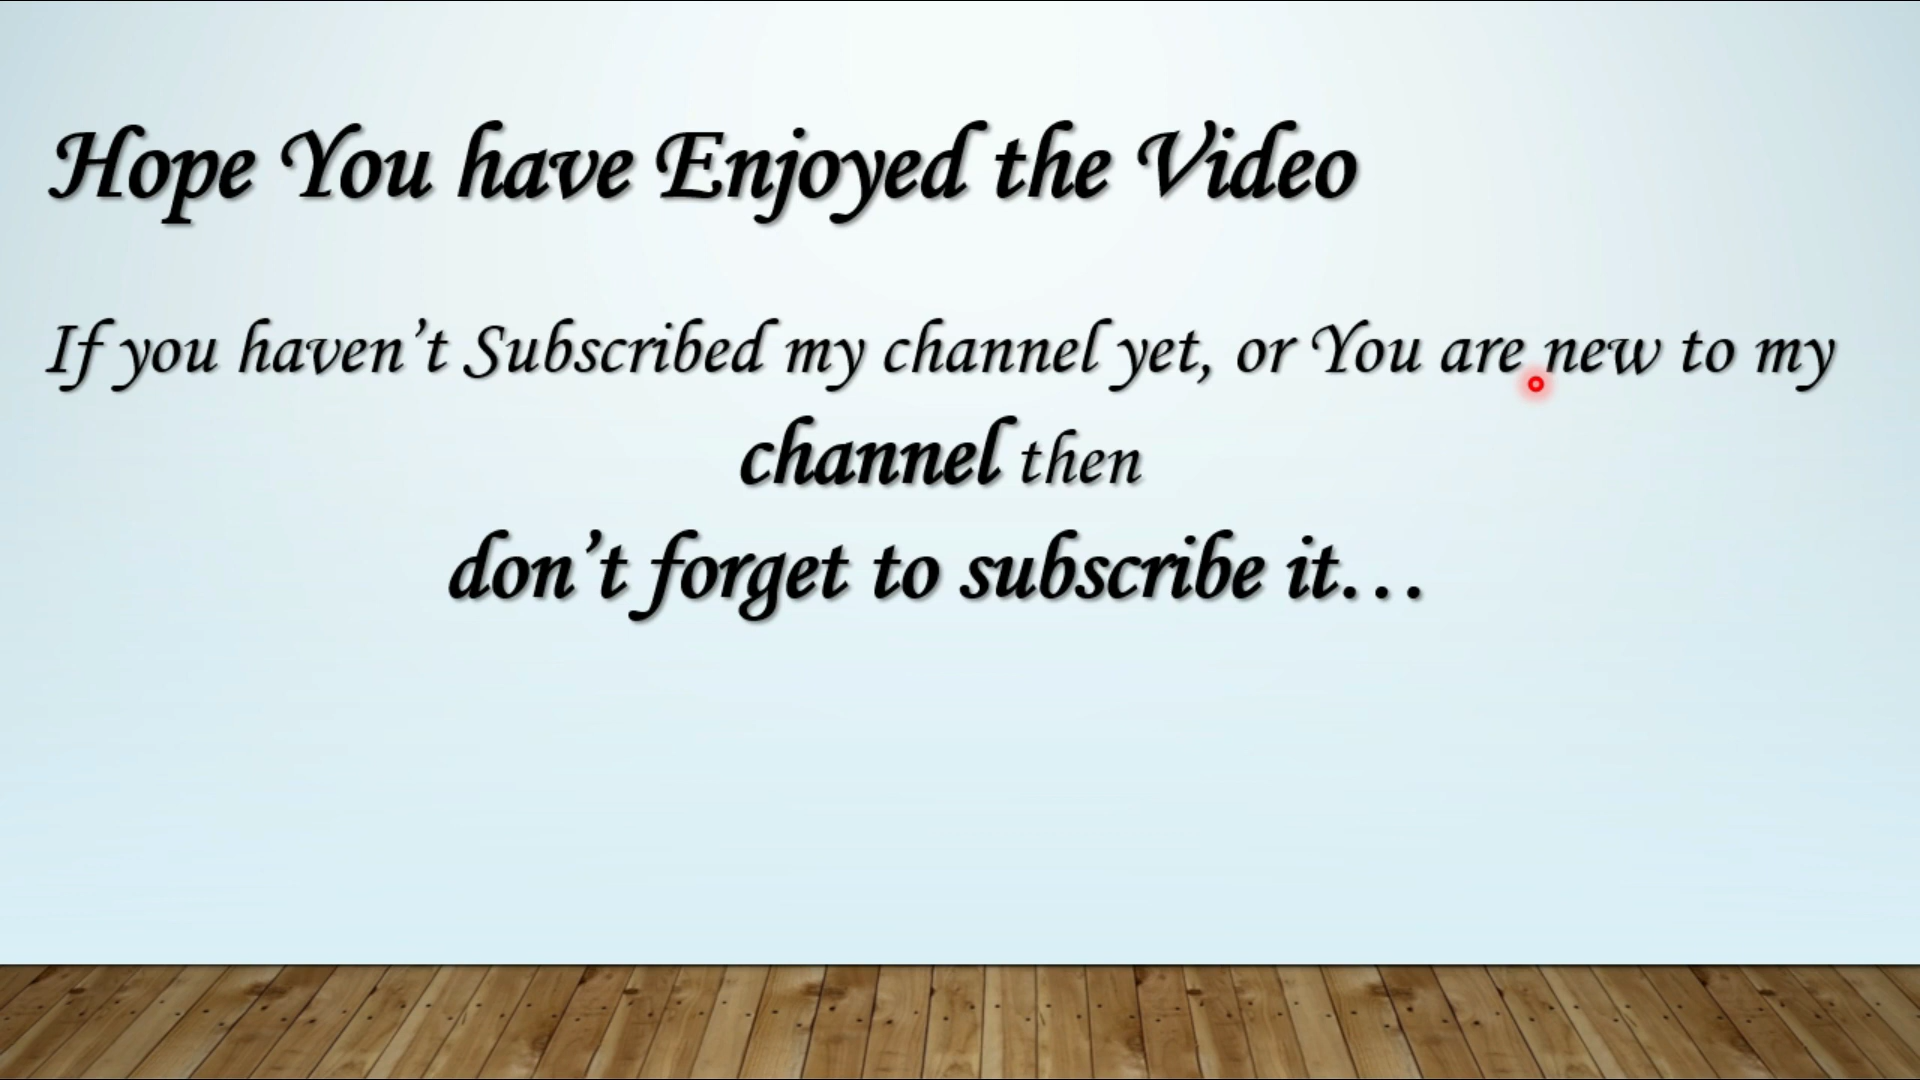 Hope You have Enjoyed the Video
If you haven’t Subscribed my channel yet, or You are new to my
channel then
don’t forget to subscribe it…